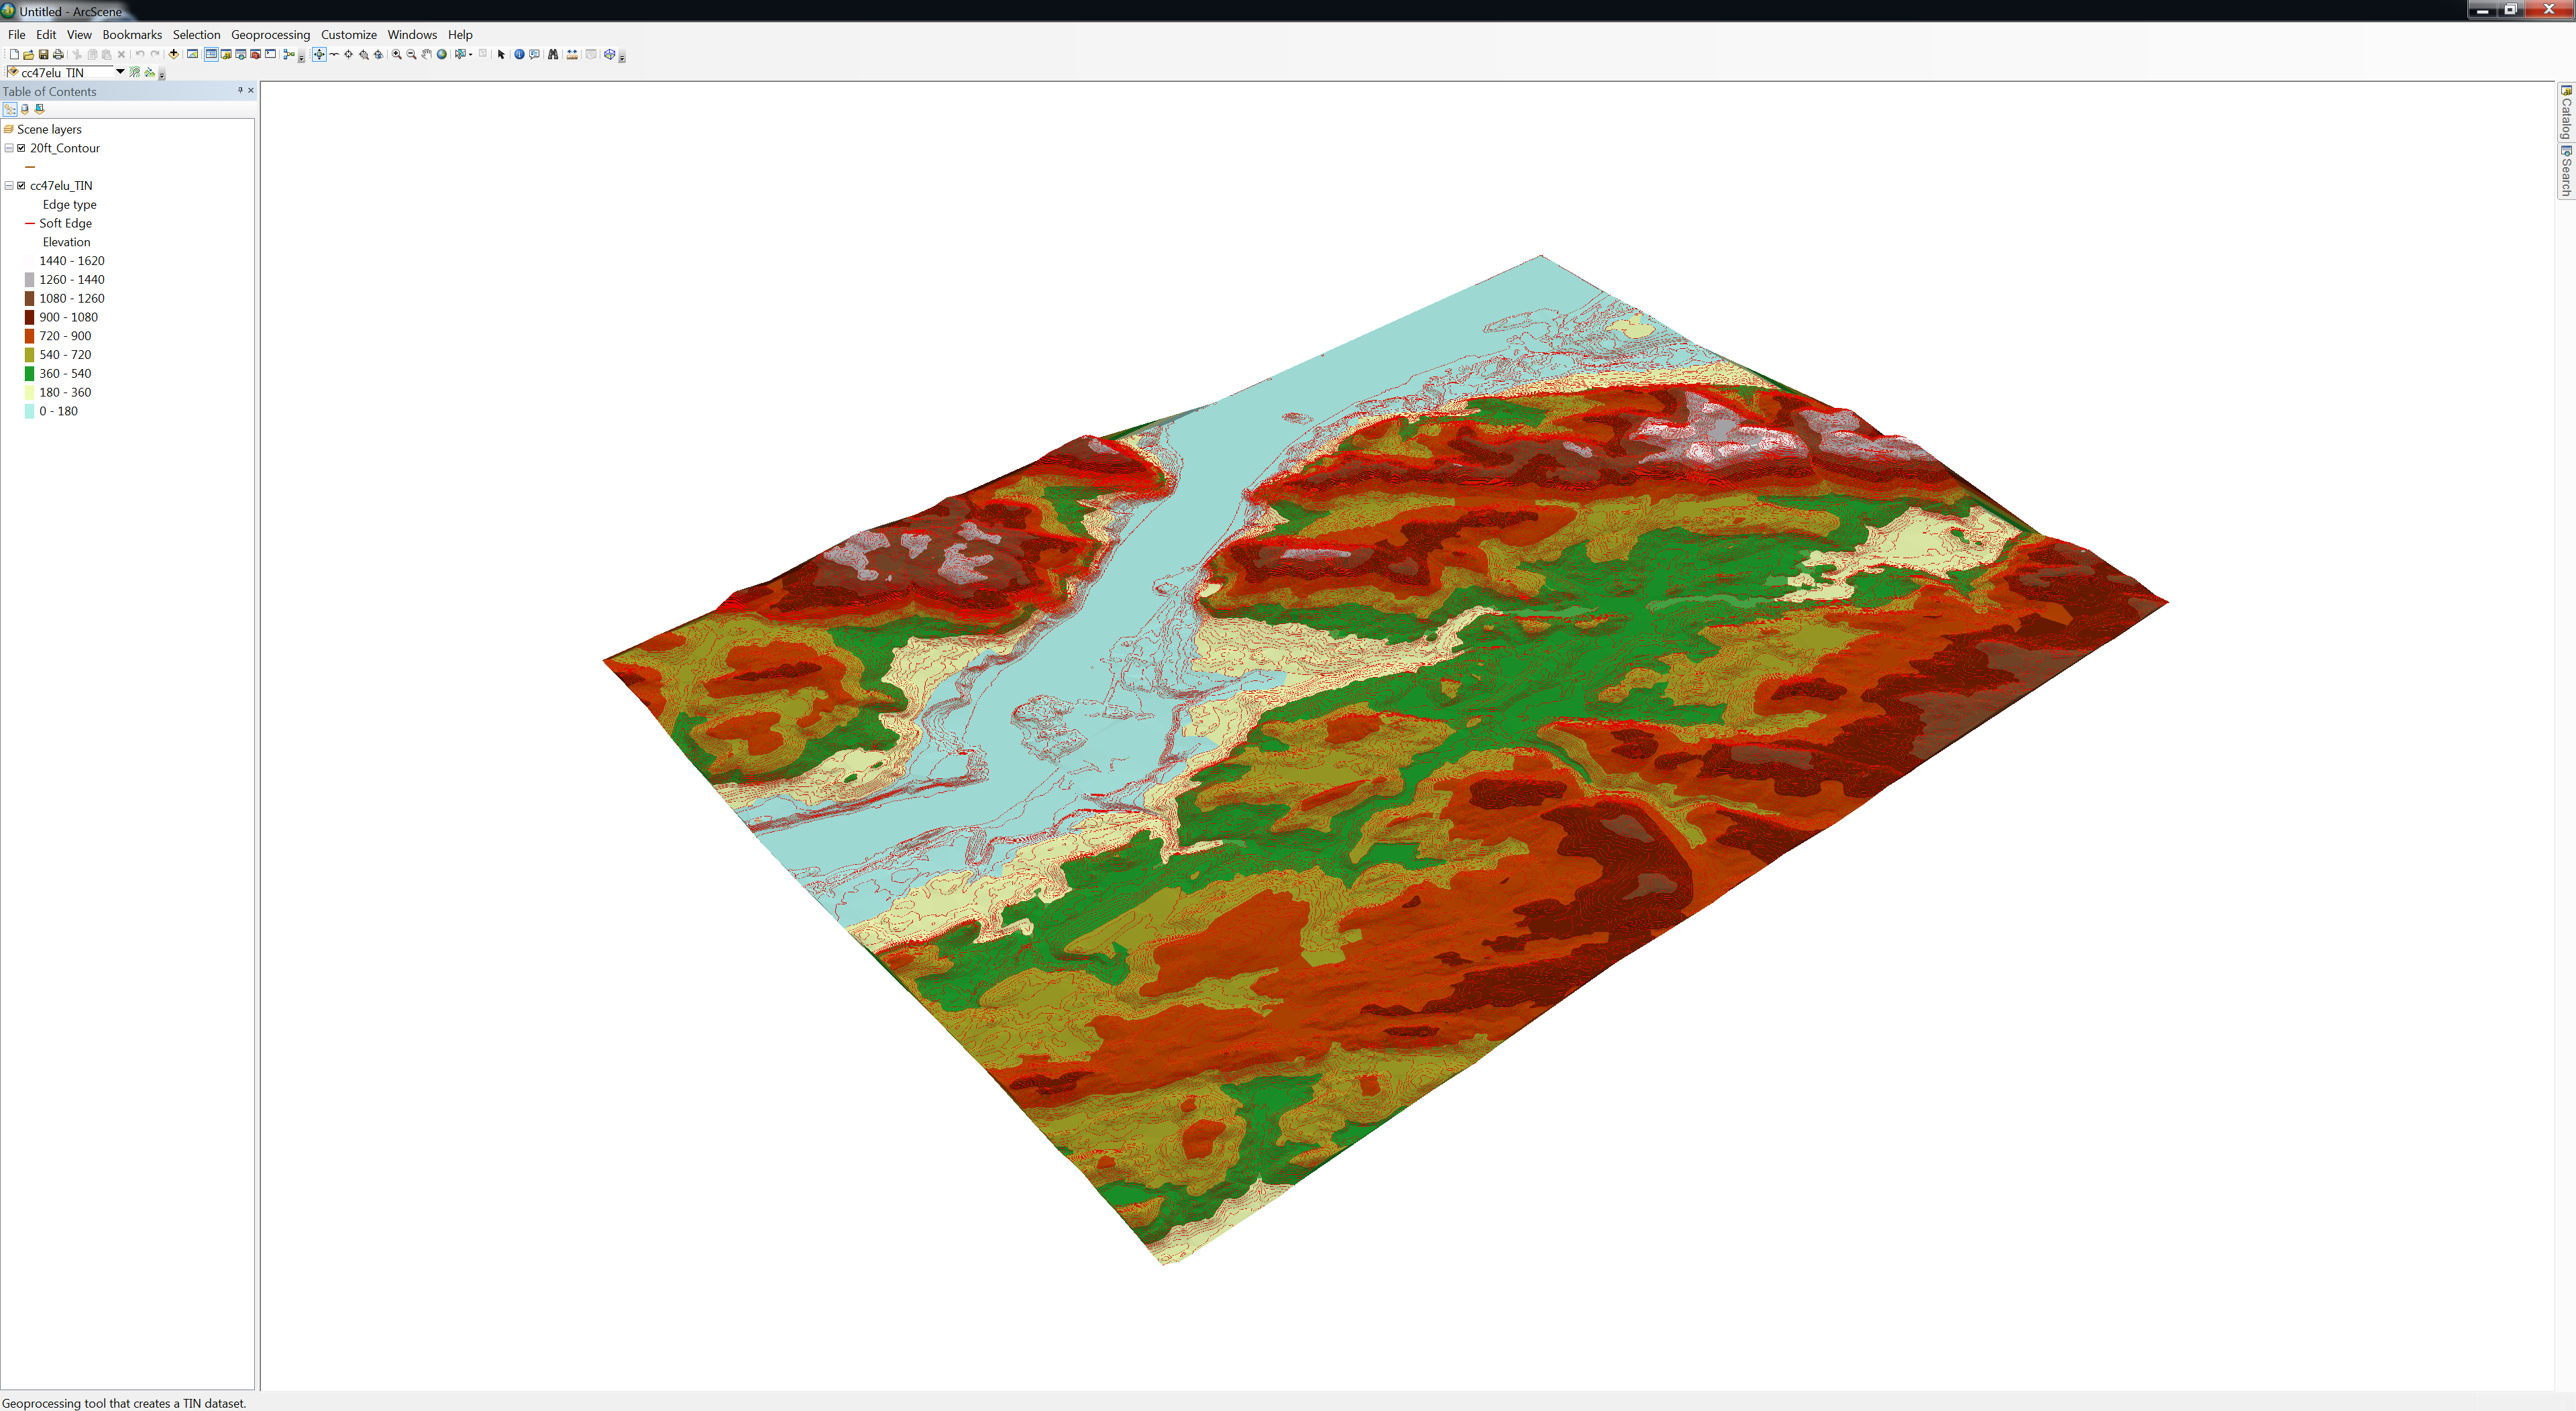 Untitled - ArcScene
File Edit View Bookmarks Selection Geoprocessing Customize Windows Help
cc47elu_TIN
Table of Contents
Scene layers
20ft_Contour
cc47elu_TIN
Edge type
Soft Edge
Elevation
1440 - 1620
1260 - 1440
1080 - 1260
900 - 1080
720 - 900
540 - 720
360 - 540
180 - 360
0 - 180
Catalog
Search
Geoprocessing tool that creates a TIN dataset.